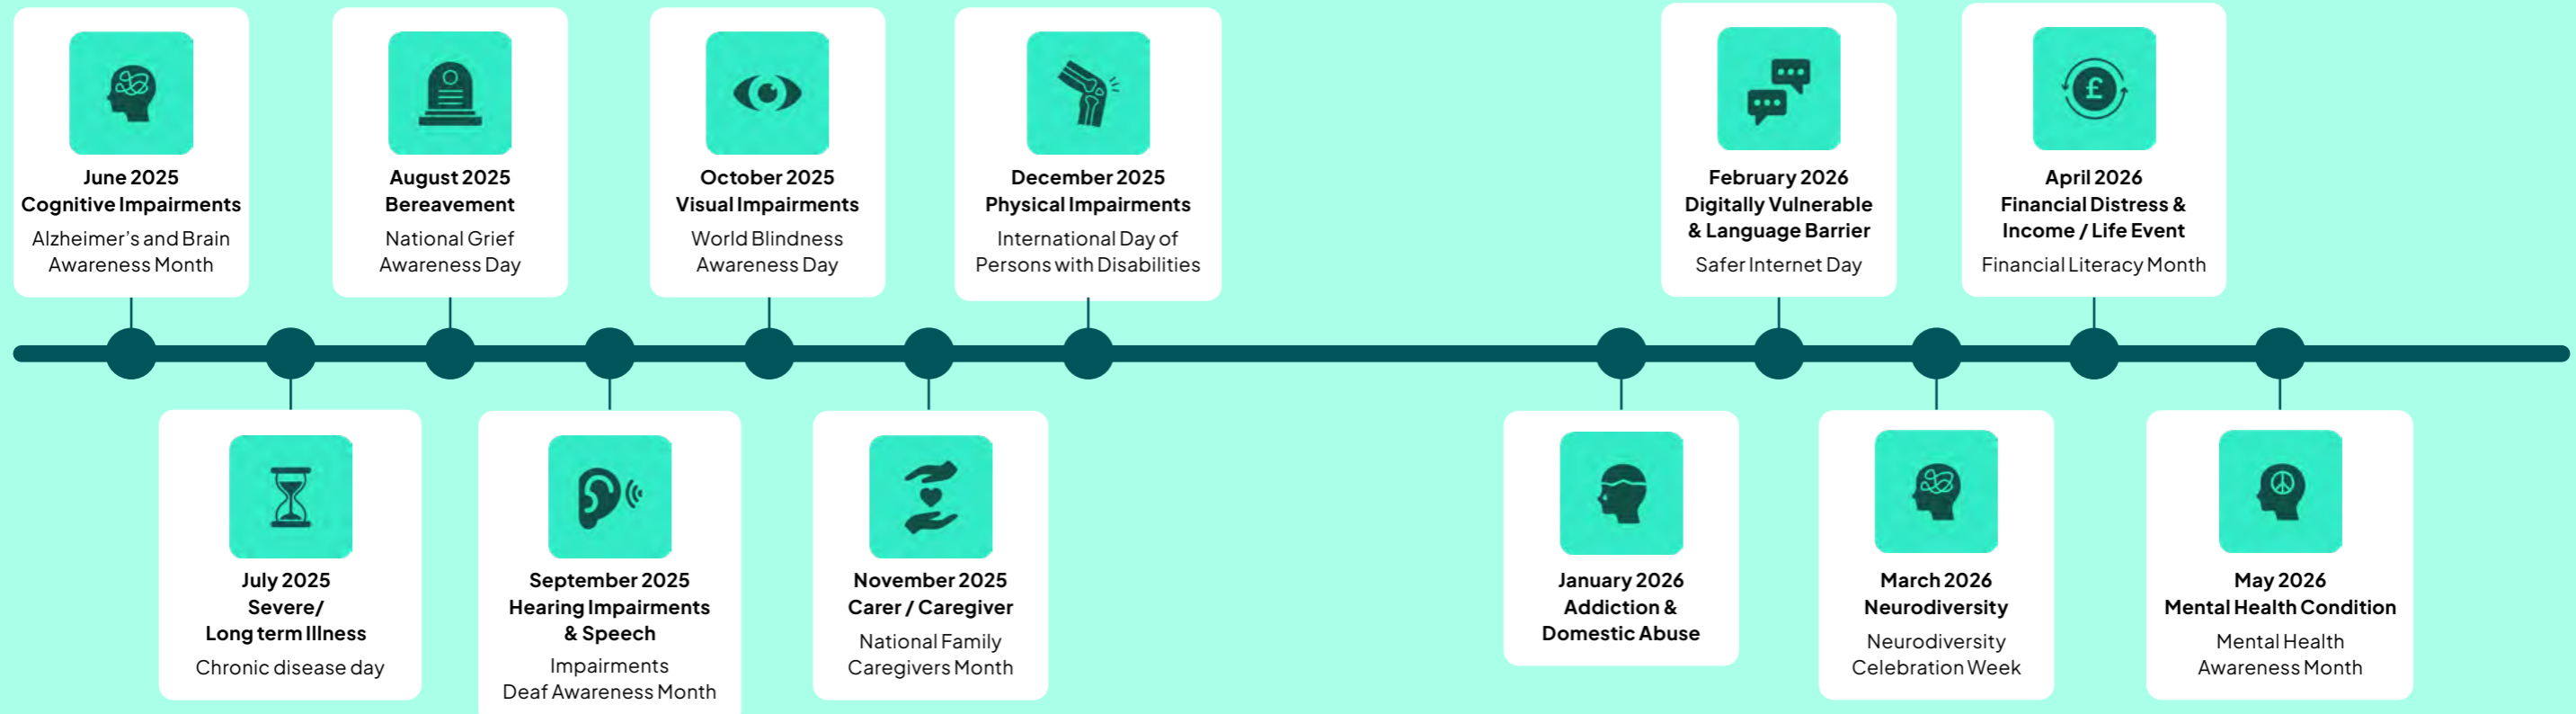 June 2025
Cognitive Impairments
Alzheimer's and Brain
Awareness Month
July 2025
Severe/
Long term Illness
Chronic disease day
August 2025
Bereavement
National Grief
Awareness Day
September 2025
Hearing Impairments
& Speech
Impairments
Deaf Awareness Month
October 2025
Visual Impairments
World Blindness
Awareness Day
November 2025
Carer / Caregiver
National Family
Caregivers Month
December 2025
Physical Impairments
International Day of
Persons with Disabilities
January 2026
Addiction &
Domestic Abuse
February 2026
Digitally Vulnerable
& Language Barrier
Safer Internet Day
March 2026
Neurodiversity
Neurodiversity
Celebration Week
£
April 2026
Financial Distress &
Income / Life Event
Financial Literacy Month
May 2026
Mental Health Condition
Mental Health
Awareness Month